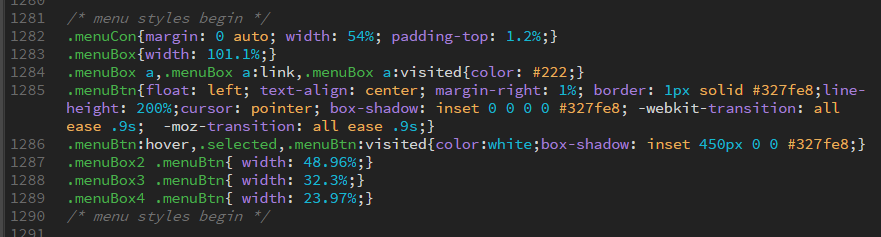 1280
1281 /* menu styles begin */
1282 .menuCon{margin: 0 auto; width: 54%; padding-top: 1.2%;}
1283 .menuBox{width: 101.1%;}
1284 .menuBox a,.menuBox a:link,.menuBox a:visited{color: #222;}
1285 .menuBtn{float: left; text-align: center; margin-right: 1%; border: 1px solid #327fe8;line-
height: 200%;cursor: pointer; box-shadow: inset 0 0 0 0 #327fe8; -webkit-transition: all
ease .9s;  -moz-transition: all ease .9s;}
1286 .menuBtn:hover,.selected,.menuBtn:visited{color:white;box-shadow: inset 450px 0 0 #327fe8;}
1287 .menuBox2 .menuBtn{ width: 48.96%;}
1288 .menuBox3 .menuBtn{ width: 32.3%;}
1289 .menuBox4 .menuBtn{ width: 23.97%;}
1290 /* menu styles begin */
1291